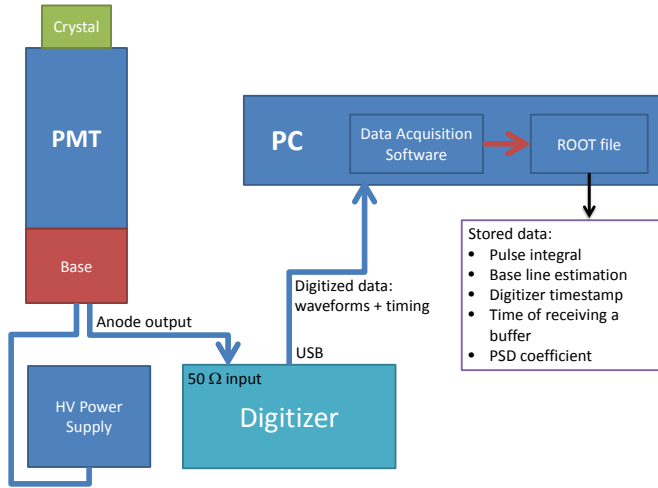 Crystal
PMT
Base
Anode output
HV Power
Supply
50 Ω input
Digitizer
USB
Digitized data:
waveforms + timing
PC
Data Acquisition
Software
ROOT file
Stored data:
• Pulse integral
• Base line estimation
• Digitizer timestamp
• Time of receiving a
buffer
• PSD coefficient